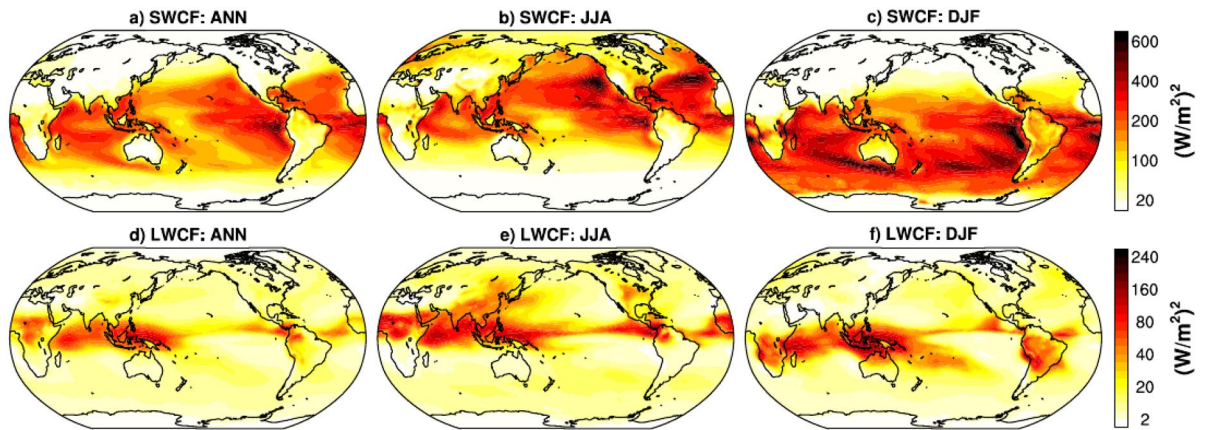 a) SWCF: ANN
b) SWCF: JJA
c) SWCF: DJF
600
400
200
100
20
(W/m²)²
d) LWCF: ANN
e) LWCF: JJA
f) LWCF: DJF
240
160
80
40
20
2
(W/m²)²